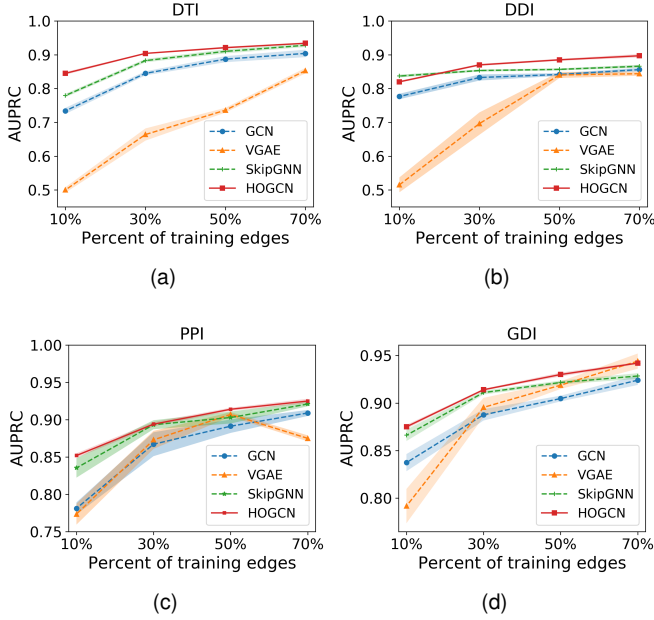 DTI
1.0
0.9
0.8
0.7
0.6
0.5
AUPRC
10%
30%
50%
70%
Percent of training edges
GCN
VGAE
SkipGNN
HOGCN
(a)
DDI
1.0
0.9
0.8
0.7
0.6
0.5
AUPRC
10%
30%
50%
70%
Percent of training edges
GCN
VGAE
SkipGNN
HOGCN
(b)
PPI
1.00
0.95
0.90
0.85
0.80
0.75
AUPRC
10%
30%
50%
70%
Percent of training edges
GCN
VGAE
SkipGNN
HOGCN
(c)
GDI
0.95
0.90
0.85
0.80
AUPRC
10%
30%
50%
70%
Percent of training edges
GCN
VGAE
SkipGNN
HOGCN
(d)